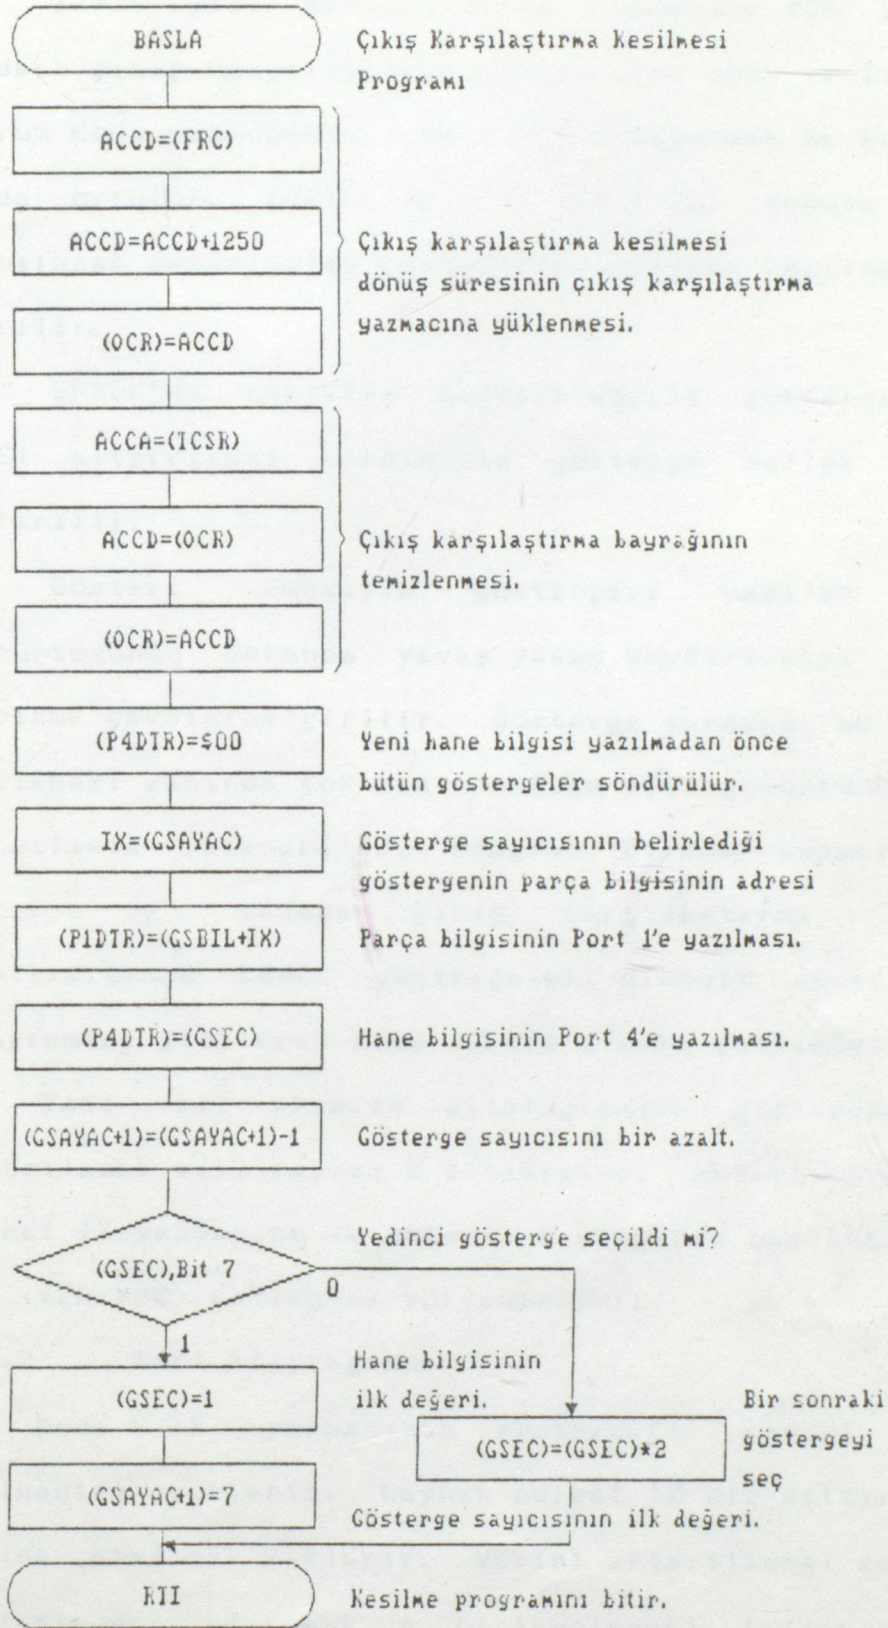 BASLA
Çıkış Karşılaştırma Kesilmesi
Programı
ACCD=(FRC)
ACCD=ACCD+1250
(OCR)=ACCD
Çıkış karşılaştırma kesilmesi
dönüş süresinin çıkış karşılaştırma
yazmacına yüklenmesi.
ACCA=(ICSR)
ACCD=(OCR)
(OCR)=ACCD
Çıkış karşılaştırma bayrağının
temizlenmesi.
(P4DTR)=$00
Yeni hane bilgisi yazılmadan önce
bütün göstergeler söndürülür.
IX=(GSAYAC)
Gösterge sayıcısının belirlediği
göstergenin parça bilgisinin adresi
(P1DTR)=(GSBIL+IX)
Parça bilgisinin Port 1'e yazılması.
(P4DTR)=(GSEC)
Hane bilgisinin Port 4'e yazılması.
(GSAYAC+1)=(GSAYAC+1)-1
Gösterge sayıcısını bir azalt.
Yedinci gösterge seçildi mi?
(GSEC),Bit 7
0
1
Hane bilgisinin
ilk değeri.
(GSEC)=1
(GSEC)=(GSEC)*2
Bir sonraki
göstergeyi
seç
(GSAYAC+1)=7
Gösterge sayıcısının ilk değeri.
RTI
Kesilme programını bitir.